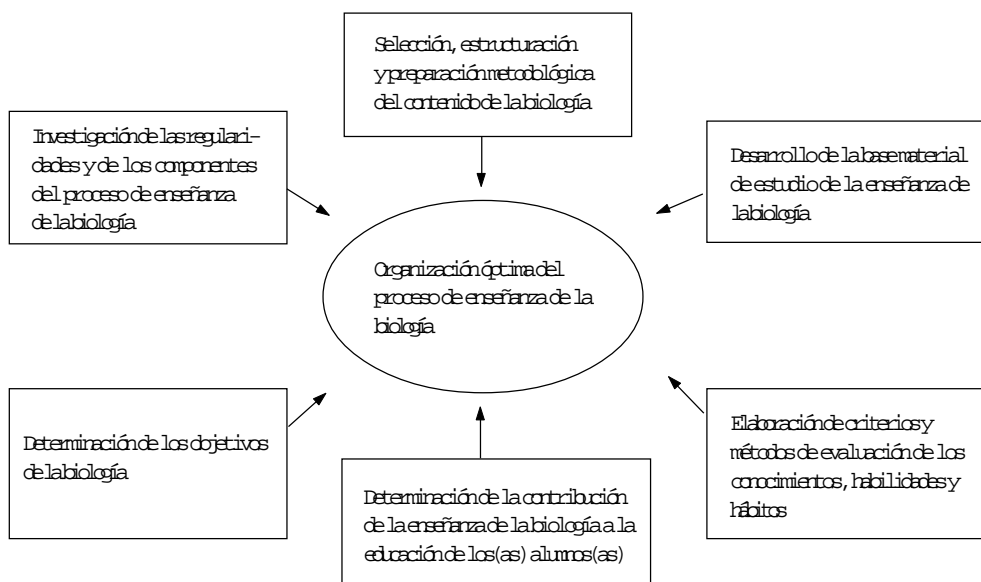 Selección, estructuración
y preparación metodológica
del contenido de la biología
Investigación de las regulari-
dades y de los componentes
del proceso de enseñanza
de la biología
Desarrollo de la base material
de estudio de la enseñanza de
la biología
Organización óptima del
proceso de enseñanza de la
biología
Determinación de los objetivos
de la biología
Determinación de la contribución
de la enseñanza de la biología a la
educación de los(as) alumnos(as)
Elaboración de criterios y
métodos de evaluación de los
conocimientos, habilidades y
hábitos